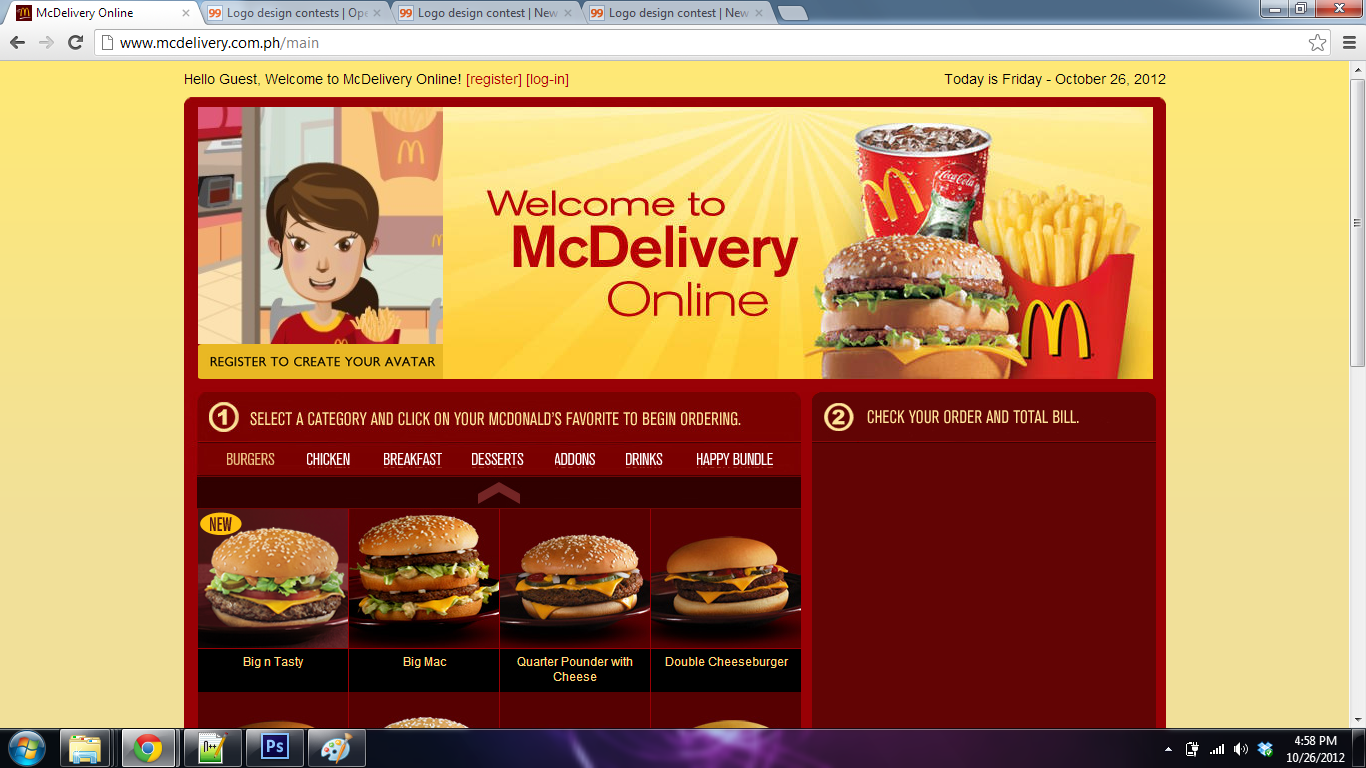 McDelivery Online
Logo design contests | Ope
Logo design contest | New
Logo design contest | New
www.mcdelivery.com.ph/main
Hello Guest, Welcome to McDelivery Online! [register] [log-in]
Today is Friday - October 26, 2012
Welcome to
McDelivery
Online
Coca-Cola
REGISTER TO CREATE YOUR AVATAR
1 SELECT A CATEGORY AND CLICK ON YOUR MCDONALD'S FAVORITE TO BEGIN ORDERING.
2 CHECK YOUR ORDER AND TOTAL BILL.
BURGERS CHICKEN BREAKFAST DESSERTS ADDONS DRINKS HAPPY BUNDLE
NEW
Big n Tasty
Big Mac
Quarter Pounder with
Cheese
Double Cheeseburger
4:58 PM
10/26/2012